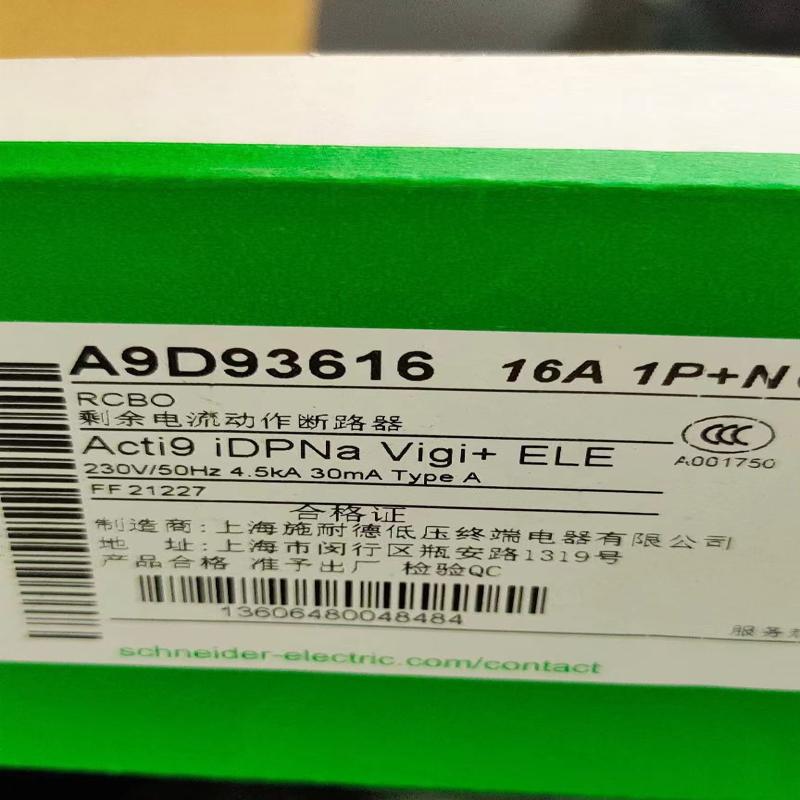 A9D93616 16A 1P+N
RCBO
剩余电流动作断路器
CCC
A001750
Acti9 iDPNa Vigi+ ELE
230V/50Hz 4.5kA 30mA Type A
FF 21227
合格证
制造商:上海施耐德低压终端电器有限公司
地 址:上海市闵行区瓶安路1319号
产品合格 准予出厂 检验QC
13606480048484
服务
schneider-electric.com/contact